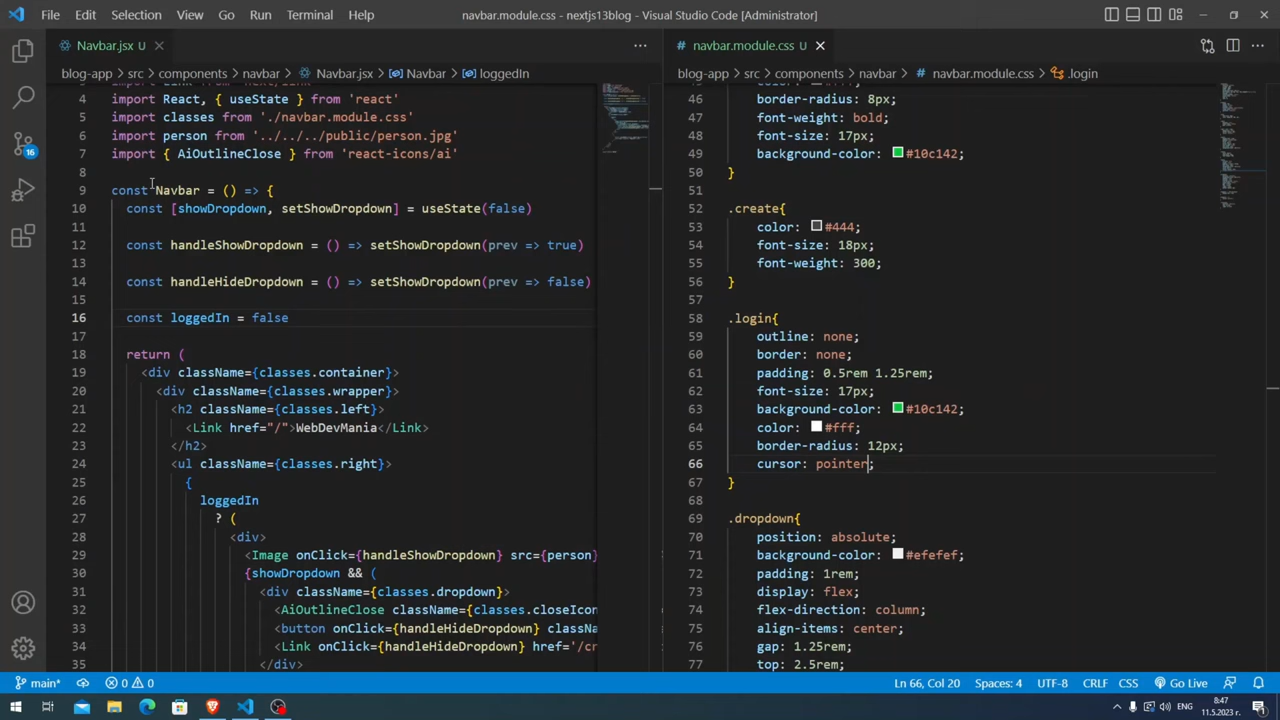 File Edit Selection View Go Run Terminal Help navbar.module.css - nextjs13blog - Visual Studio Code [Administrator]
Navbar.jsx U
blog-app > src > components > navbar > Navbar.jsx > Navbar > loggedIn
4 import React, { useState } from 'react'
5 import classes from './navbar.module.css'
6 import person from '../../../public/person.jpg'
7 import { AiOutlineClose } from 'react-icons/ai'
8
9 const Navbar = () => {
10 const [showDropdown, setShowDropdown] = useState(false)
11
12 const handleShowDropdown = () => setShowDropdown(prev => true)
13
14 const handleHideDropdown = () => setShowDropdown(prev => false)
15
16 const loggedIn = false
17
18 return (
19 <div className={classes.container}>
20 <div className={classes.wrapper}>
21 <h2 className={classes.left}>
22 <Link href="/">WebDevMania</Link>
23 </h2>
24 <ul className={classes.right}>
25 {
26 loggedIn
27 ? (
28 <div>
29 <Image onClick={handleShowDropdown} src={person}
30 {showDropdown && (
31 <div className={classes.dropdown}>
32 <AiOutlineClose className={classes.closeIcon
33 <button onClick={handleHideDropdown} classN
34 <Link onClick={handleHideDropdown} href='/cr
35 </div>
navbar.module.css U
blog-app > src > components > navbar > navbar.module.css > .login
46 border-radius: 8px;
47 font-weight: bold;
48 font-size: 17px;
49 background-color: #10c142;
50 }
51
52 .create{
53 color: #444;
54 font-size: 18px;
55 font-weight: 300;
56 }
57
58 .login{
59 outline: none;
60 border: none;
61 padding: 0.5rem 1.25rem;
62 font-size: 17px;
63 background-color: #10c142;
64 color: #fff;
65 border-radius: 12px;
66 cursor: pointer;
67 }
68
69 .dropdown{
70 position: absolute;
71 background-color: #efefef;
72 padding: 1rem;
73 display: flex;
74 flex-direction: column;
75 align-items: center;
76 gap: 1.25rem;
77 top: 2.5rem;
16
main* 0 0 Ln 66, Col 20 Spaces: 4 UTF-8 CRLF CSS Go Live
ENG 8:47
11.5.2023 г.